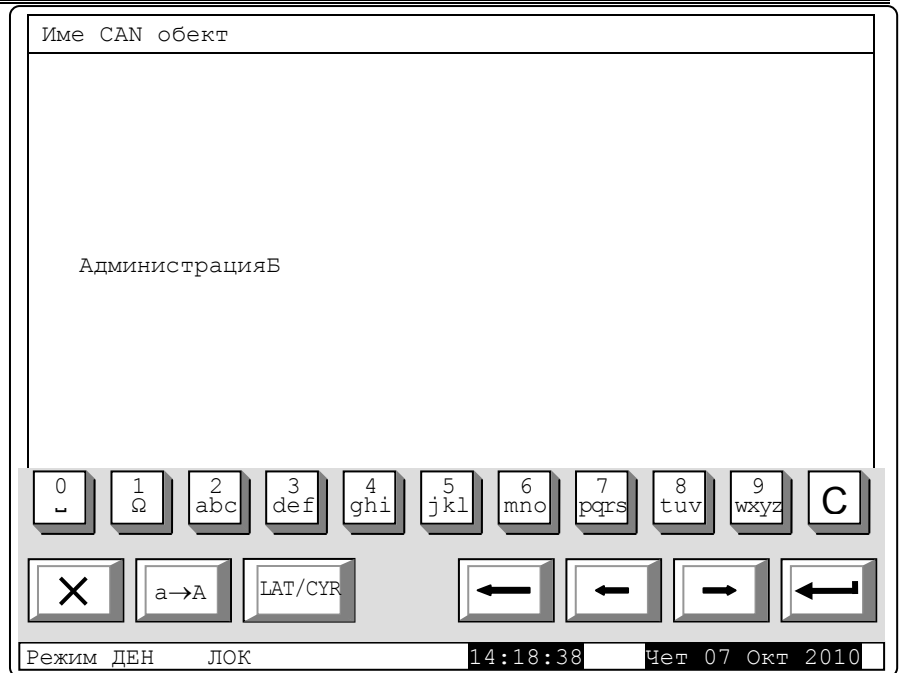 Име CAN обект
АдминистрацияБ
0 1 2 3 4 5 6 7 8 9 C
␣ Ω abc def ghi jkl mno pqrs tuv wxyz
X a→A LAT/CYR ← ← → ↵
Режим ДЕН ЛОК 14:18:38 Чет 07 Окт 2010